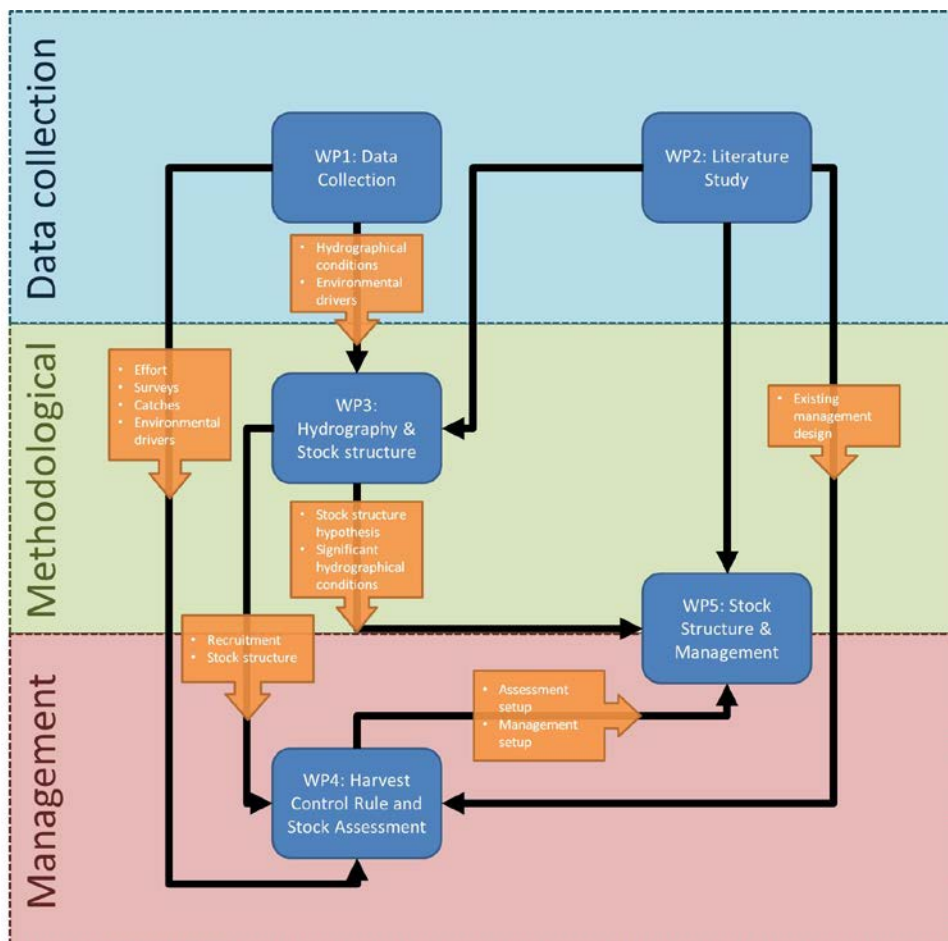 Data collection
WP1: Data
Collection
WP2: Literature
Study
• Hydrographical
conditions
• Environmental
drivers
Methodological
• Effort
• Surveys
• Catches
• Environmental
drivers
WP3:
Hydrography &
Stock structure
• Existing
management
design
• Stock structure
hypothesis
• Significant
hydrographical
conditions
WP5: Stock
Structure &
Management
Management
• Recruitment
• Stock structure
• Assessment
setup
• Management
setup
WP4: Harvest
Control Rule and
Stock Assessment